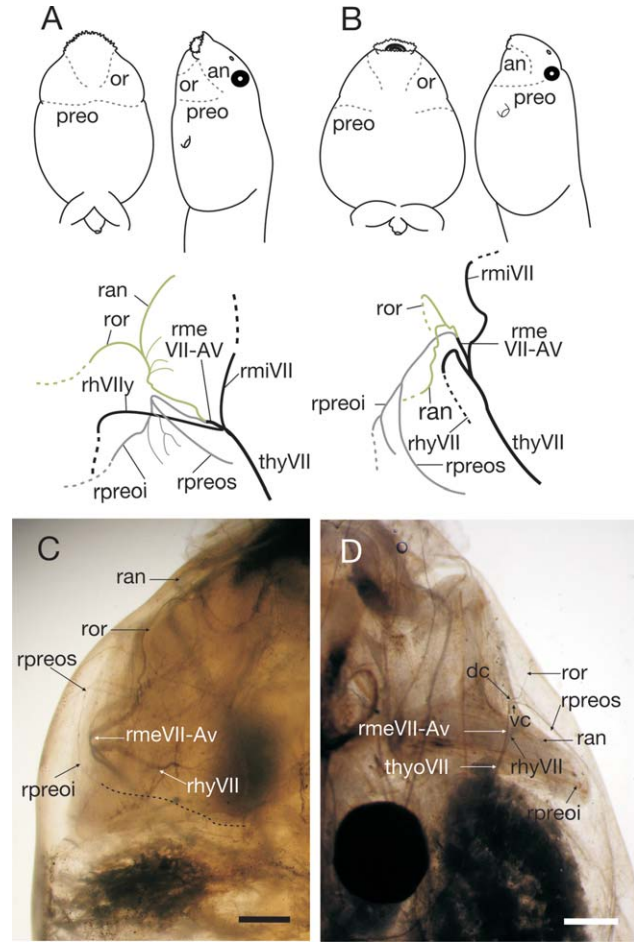 A
or
preo
or
an
preo
B
preo
an
preo
ran
ror
rme
VII-AV
rhVIIy
rmiVII
rpreoi
rpreos
thyVII
rmiVII
ror
rme
VII-AV
rpreoi
ran
rhyVII
rpreos
thyVII
C
ran
ror
rpreos
rmeVII-Av
rhyVII
rpreoi
D
ror
dc
rpreos
vc
rmeVII-Av
ran
thyoVII
rhyVII
rpreoi